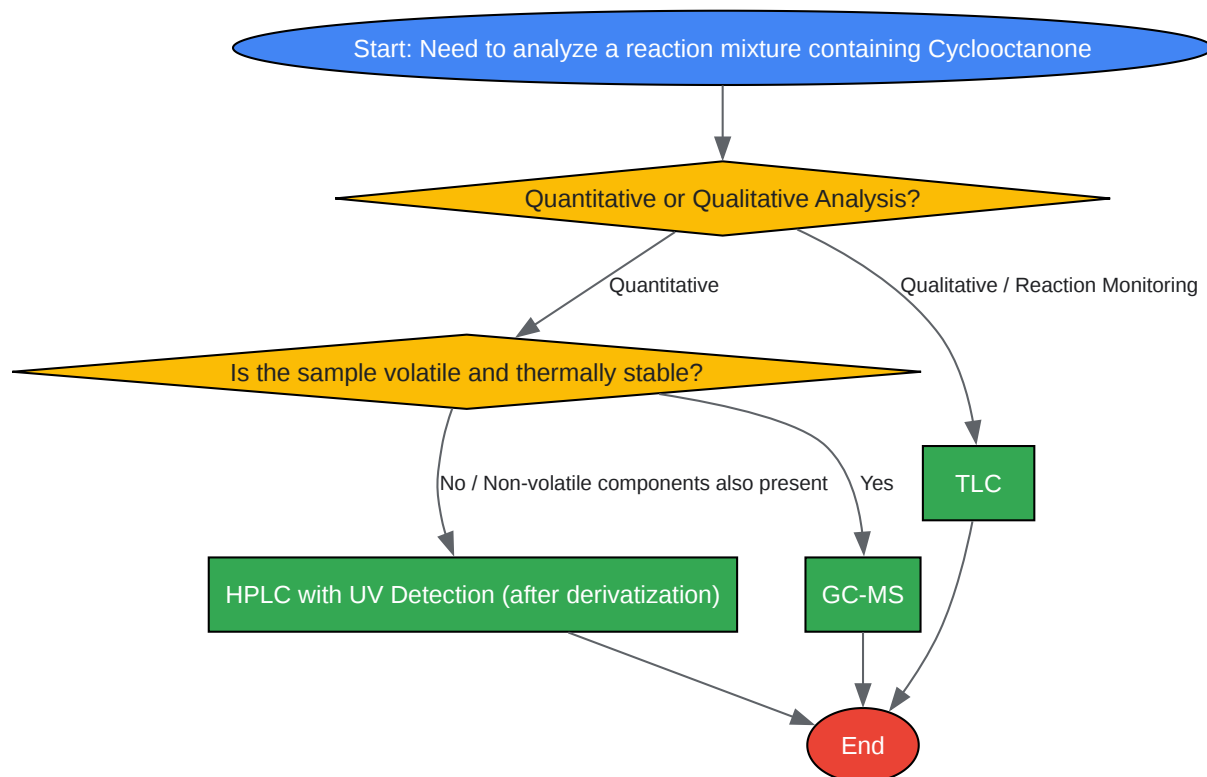 Start: Need to analyze a reaction mixture containing Cyclooctanone
Quantitative or Qualitative Analysis?
Quantitative
Qualitative / Reaction Monitoring
Is the sample volatile and thermally stable?
No / Non-volatile components also present
Yes
TLC
HPLC with UV Detection (after derivatization)
GC-MS
End